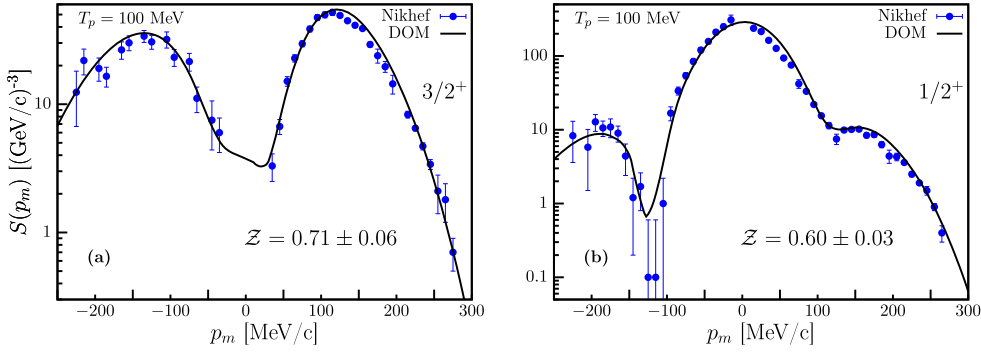 T_p = 100 MeV
Nikhef
DOM
3/2⁺
S(p_m) [(GeV/c)⁻³]
10
1
(a)
𝒵 = 0.71 ± 0.06
−200 −100 0 100 200 300
p_m [MeV/c]
T_p = 100 MeV
Nikhef
DOM
1/2⁺
100
10
1
0.1
(b)
𝒵 = 0.60 ± 0.03
−200 −100 0 100 200 300
p_m [MeV/c]